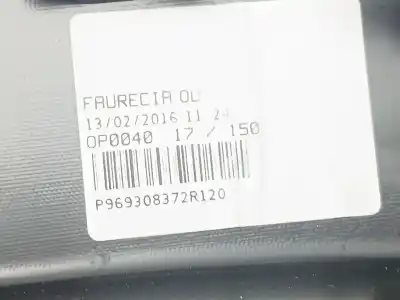 FAURECIA OU
13/02/2016 11 24
OP0040 17 / 150
P969308372R120